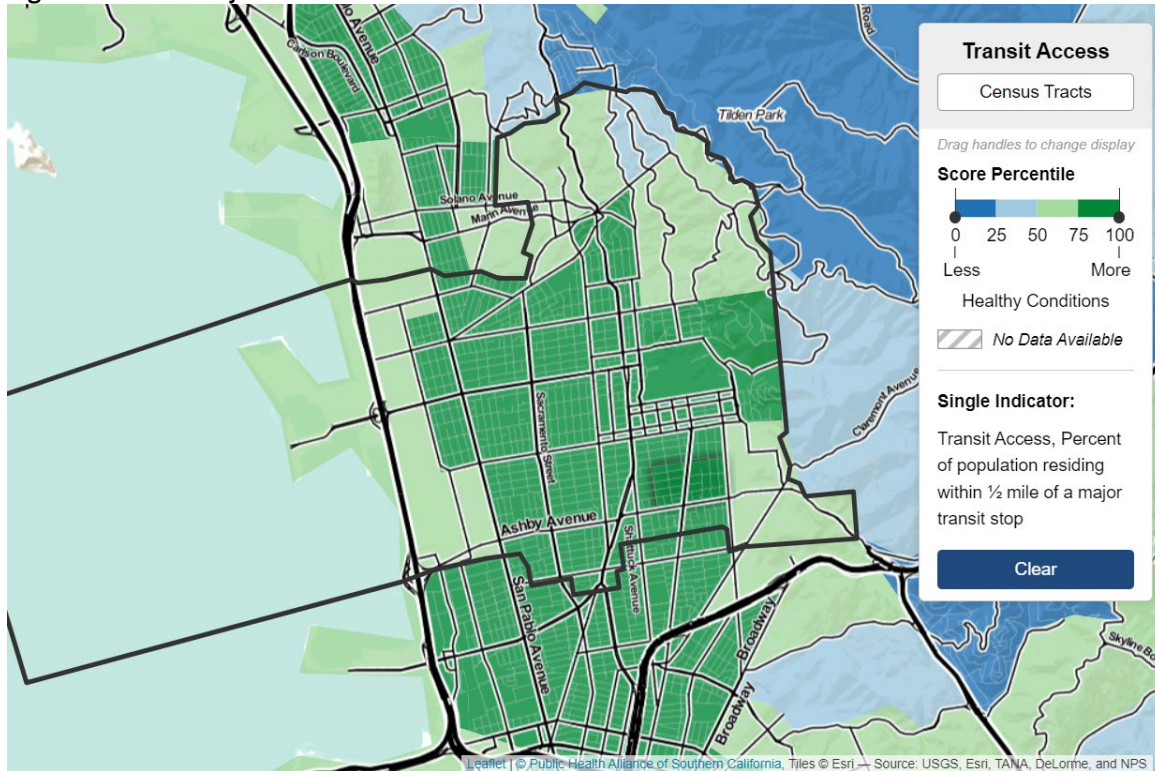 Carlson Boulevard
Avenue
Road
Tilden Park
Solano Avenue
Marin Avenue
Claremont Avenue
Sacramento Street
Ashby Avenue
Shattuck Avenue
San Pablo Avenue
Broadway
Broadway
Transit Access
Census Tracts
Drag handles to change display
Score Percentile
0 25 50 75 100
Less More
Healthy Conditions
No Data Available
Single Indicator:
Transit Access, Percent
of population residing
within ½ mile of a major
transit stop
Clear
Leaflet | © Public Health Alliance of Southern California, Tiles © Esri — Source: USGS, Esri, TANA, DeLorme, and NPS